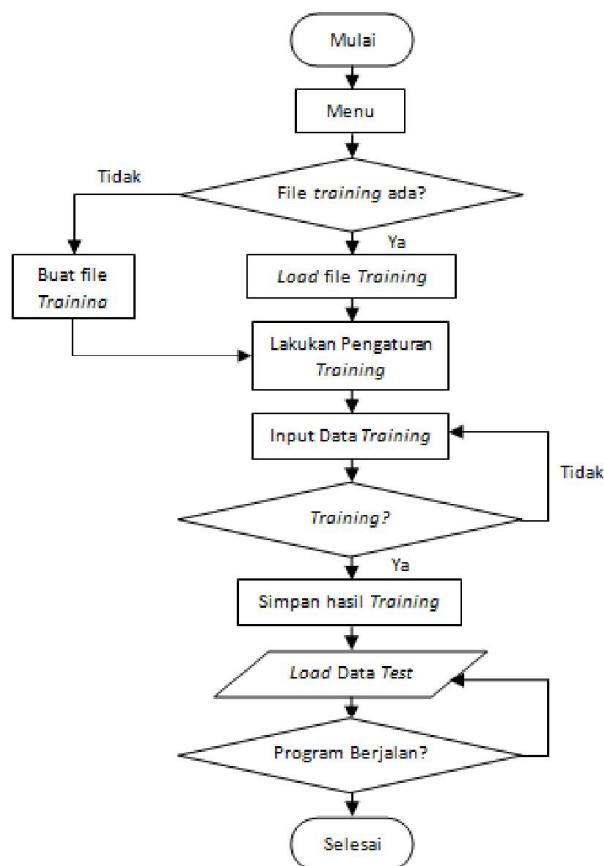 Mulai
Menu
Tidak
File training ada?
Ya
Buat file
Trainina
Load file Training
Lakukan Pengaturan
Training
Input Data Training
Tidak
Training?
Ya
Simpan hasil Training
Load Data Test
Program Berjalan?
Selesai